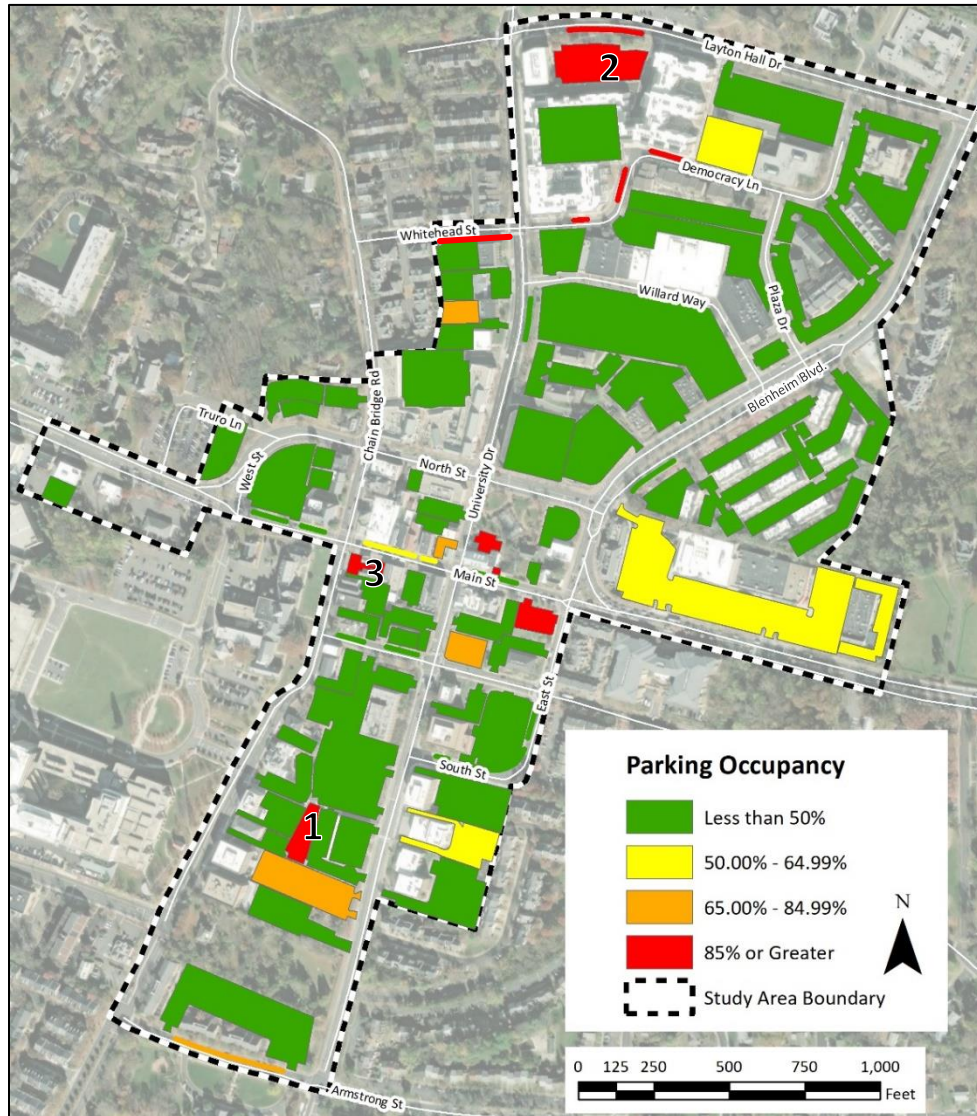 Layton Hall Dr
2
Democracy Ln
Whitehead St
Willard Way
Plaza Dr
Blenheim Blvd.
Chain Bridge Rd
Truro Ln
West St
North St
University Dr
3
Main St
East St
South St
1
Armstrong St
Parking Occupancy
Less than 50%
50.00% - 64.99%
65.00% - 84.99%
85% or Greater
Study Area Boundary
N
0 125 250 500 750 1,000
Feet